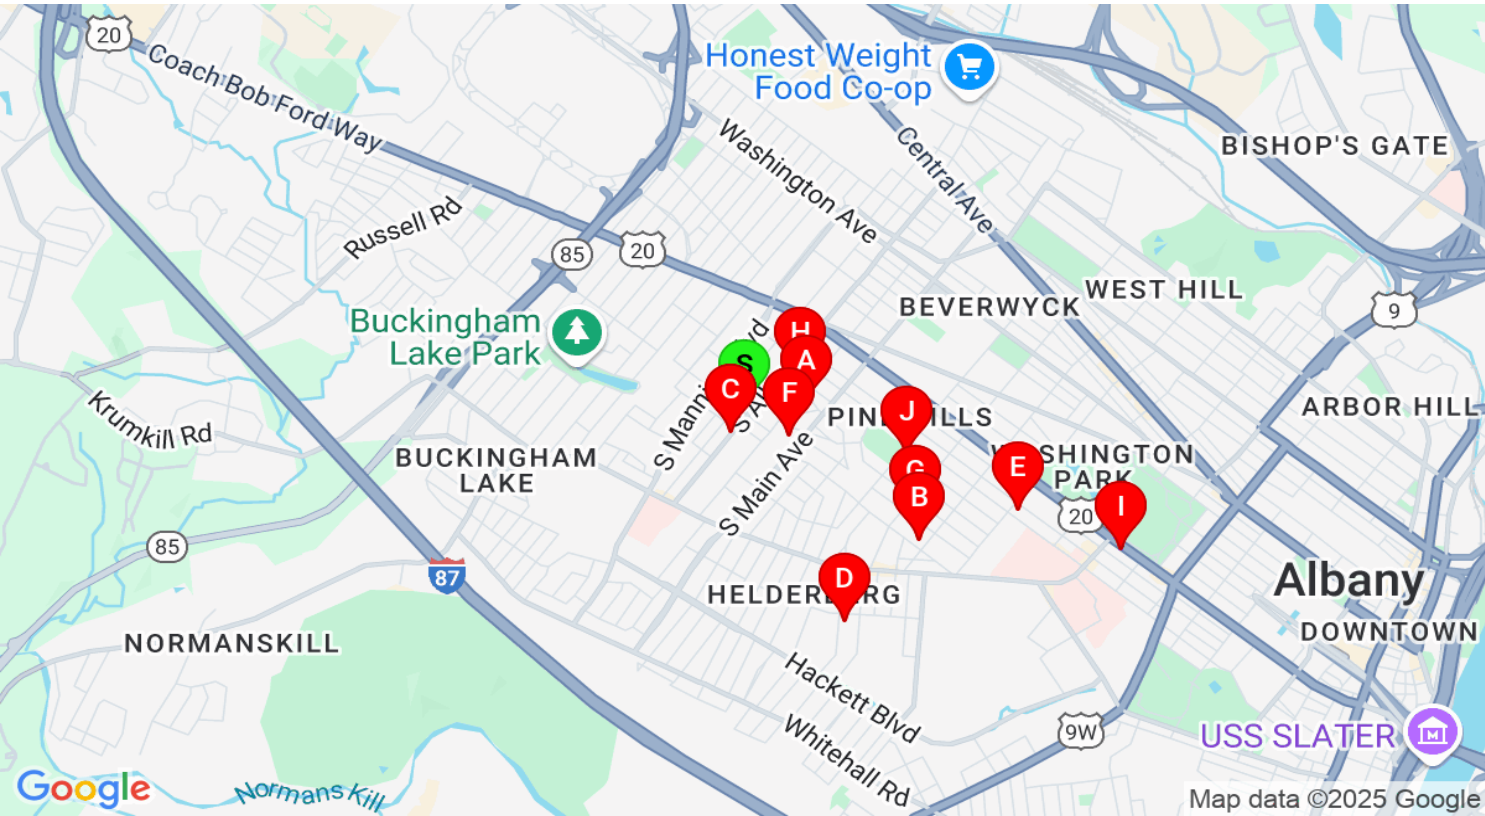 20
Coach Bob Ford Way
Honest Weight
Food Co-op
Washington Ave
Central Ave
BISHOP'S GATE
Russell Rd
85
20
WEST HILL
BEVERWYCK
9
Buckingham
Lake Park
H
S
A
C
F
J
S Main Ave
ARBOR HILL
Krumkill Rd
BUCKINGHAM
LAKE
G
B
E
PARK
20
I
85
87
D
Albany
DOWNTOWN
NORMANSKILL
Hackett Blvd
Whitehall Rd
9W
USS SLATER
M
Google
Normans Kill
Map data ©2025 Google